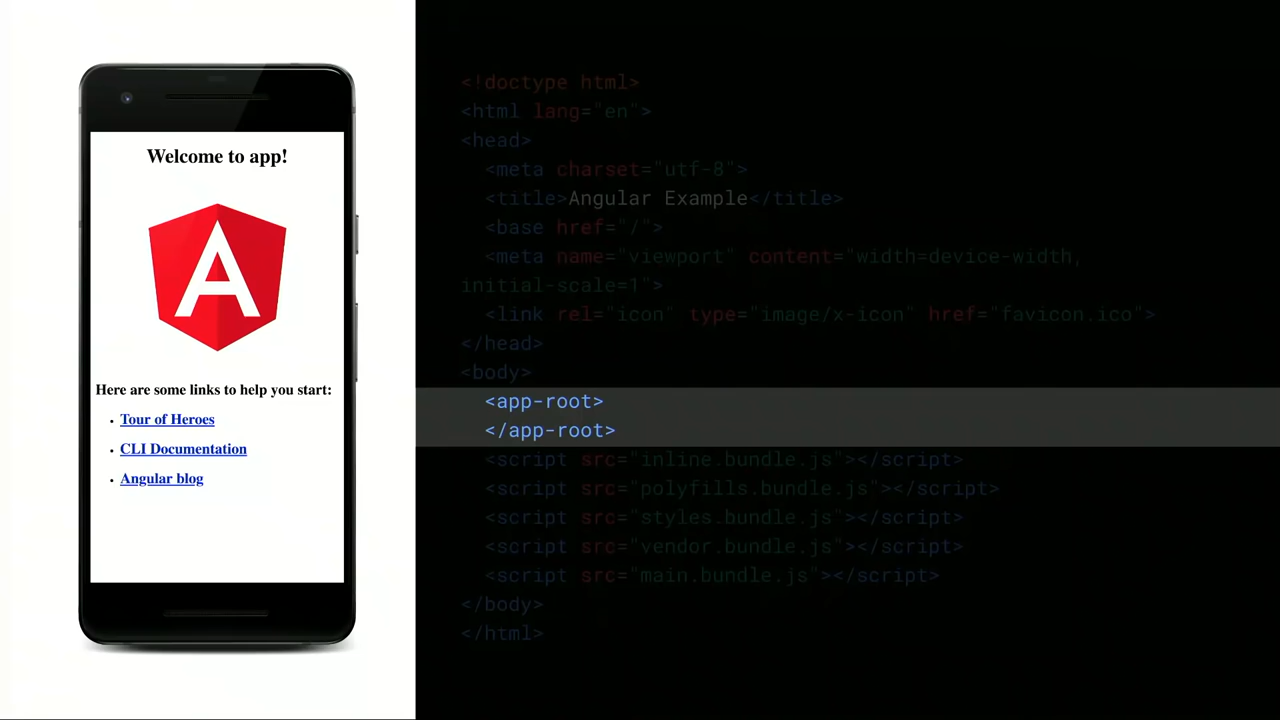 Welcome to app!
A
Here are some links to help you start:
• Tour of Heroes
• CLI Documentation
• Angular blog
<!doctype html>
<html lang="en">
<head>
<meta charset="utf-8">
<title>Angular Example</title>
<base href="/">
<meta name="viewport" content="width=device-width,
initial-scale=1">
<link rel="icon" type="image/x-icon" href="favicon.ico">
</head>
<body>
<app-root>
</app-root>
<script src="inline.bundle.js"></script>
<script src="polyfills.bundle.js"></script>
<script src="styles.bundle.js"></script>
<script src="vendor.bundle.js"></script>
<script src="main.bundle.js"></script>
</body>
</html>